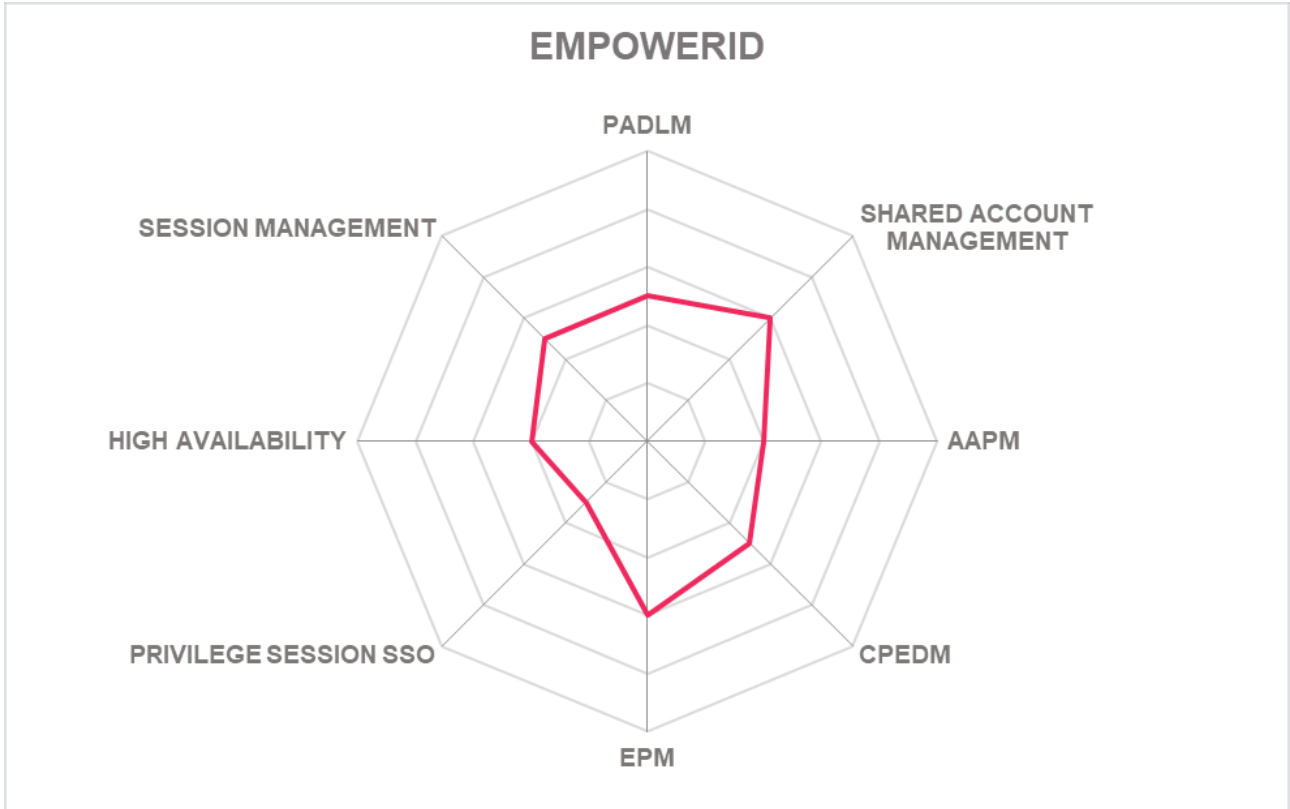 EMPOWERID
PADLM
SHARED ACCOUNT
MANAGEMENT
SESSION MANAGEMENT
HIGH AVAILABILITY
AAPM
PRIVILEGE SESSION SSO
CPEDM
EPM